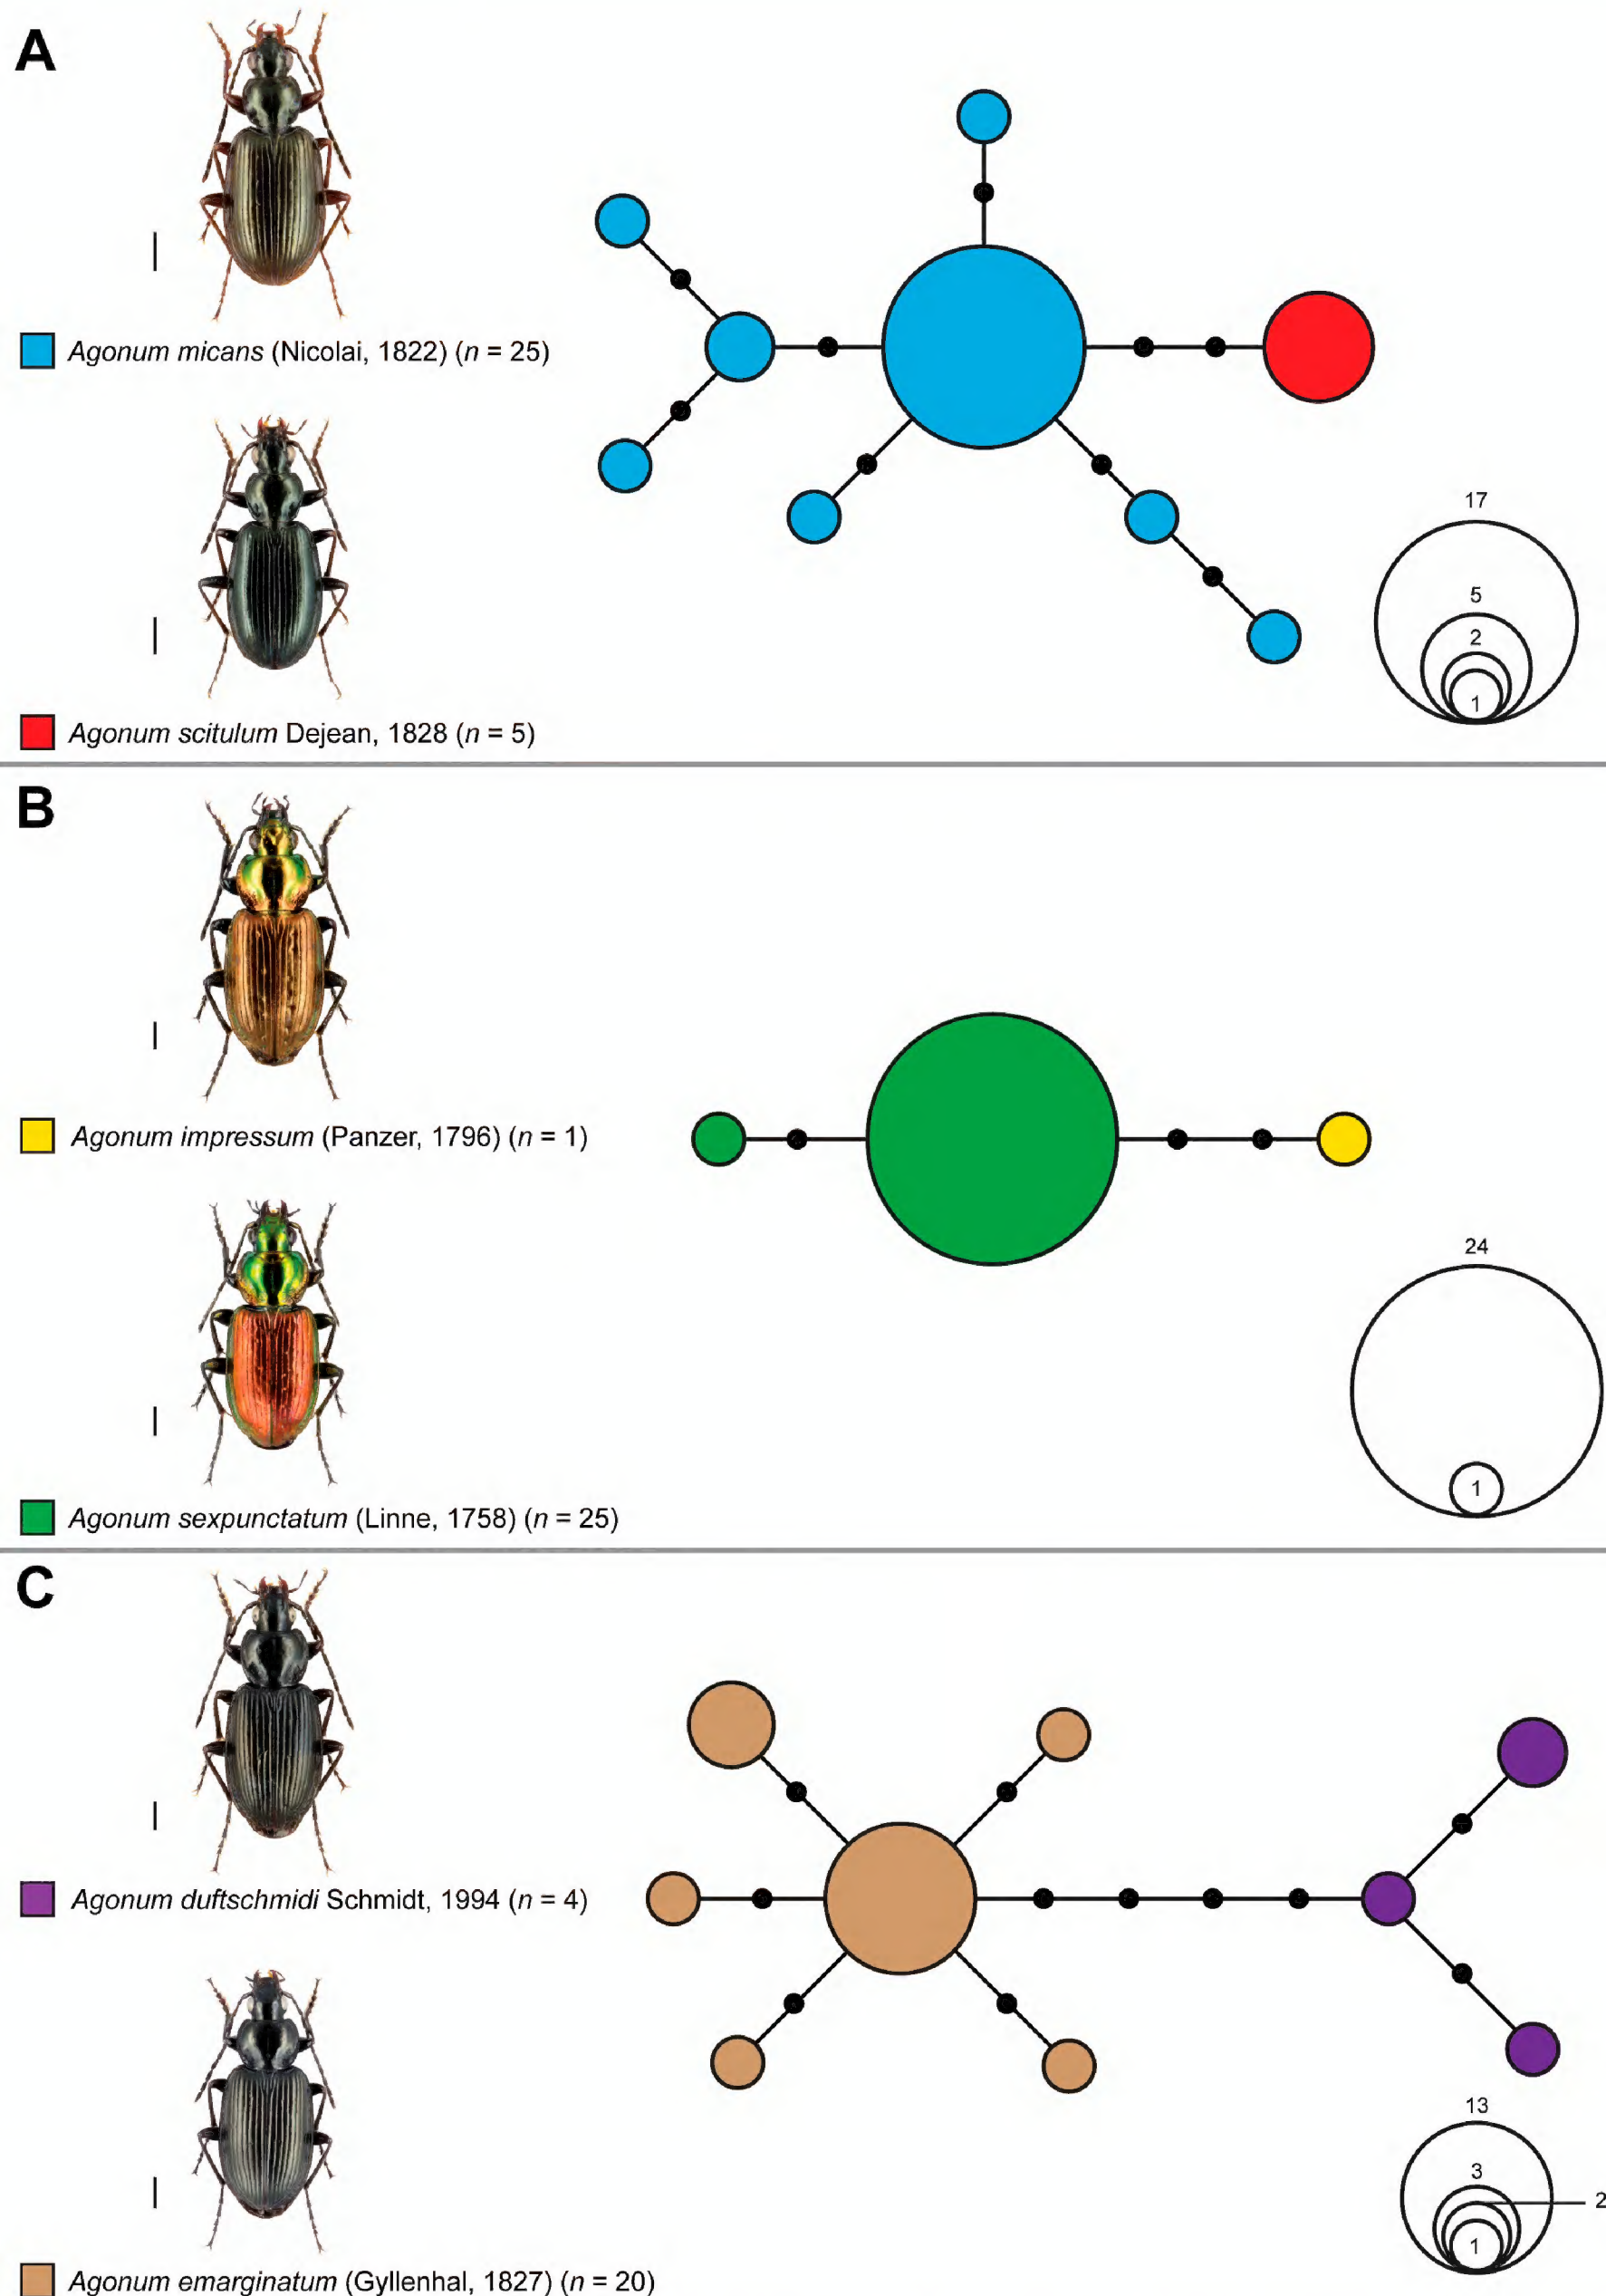 A
Agonum micans (Nicolai, 1822) (n = 25)
Agonum scitulum Dejean, 1828 (n = 5)
17
5
2
1
B
Agonum impressum (Panzer, 1796) (n = 1)
Agonum sexpunctatum (Linne, 1758) (n = 25)
24
1
C
Agonum duftschmidi Schmidt, 1994 (n = 4)
Agonum emarginatum (Gyllenhal, 1827) (n = 20)
13
3
2
1